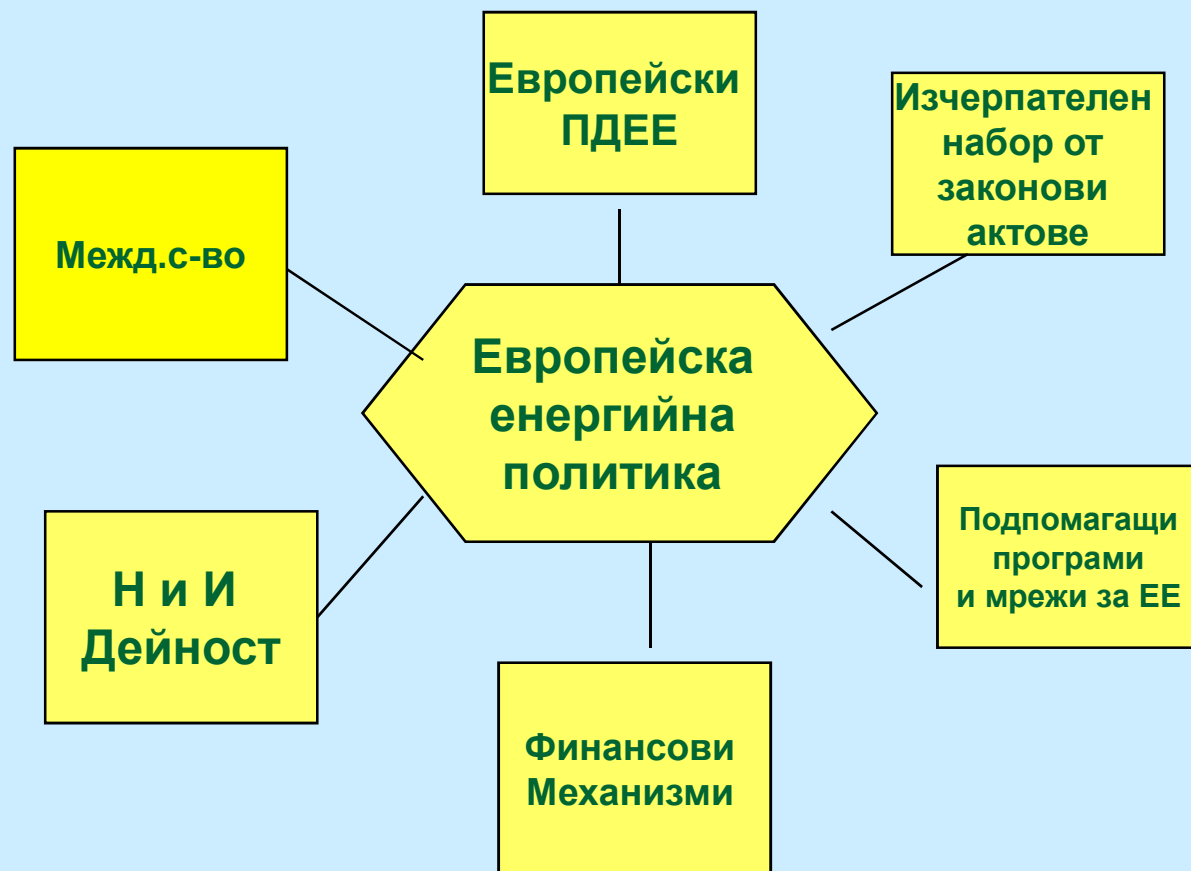 Европейски
ПДЕЕ
Изчерпателен
набор от
законови
актове
Межд.с-во
Европейска
енергийна
политика
Подпомагащи
програми
и мрежи за ЕЕ
Н и И
Дейност
Финансови
Механизми